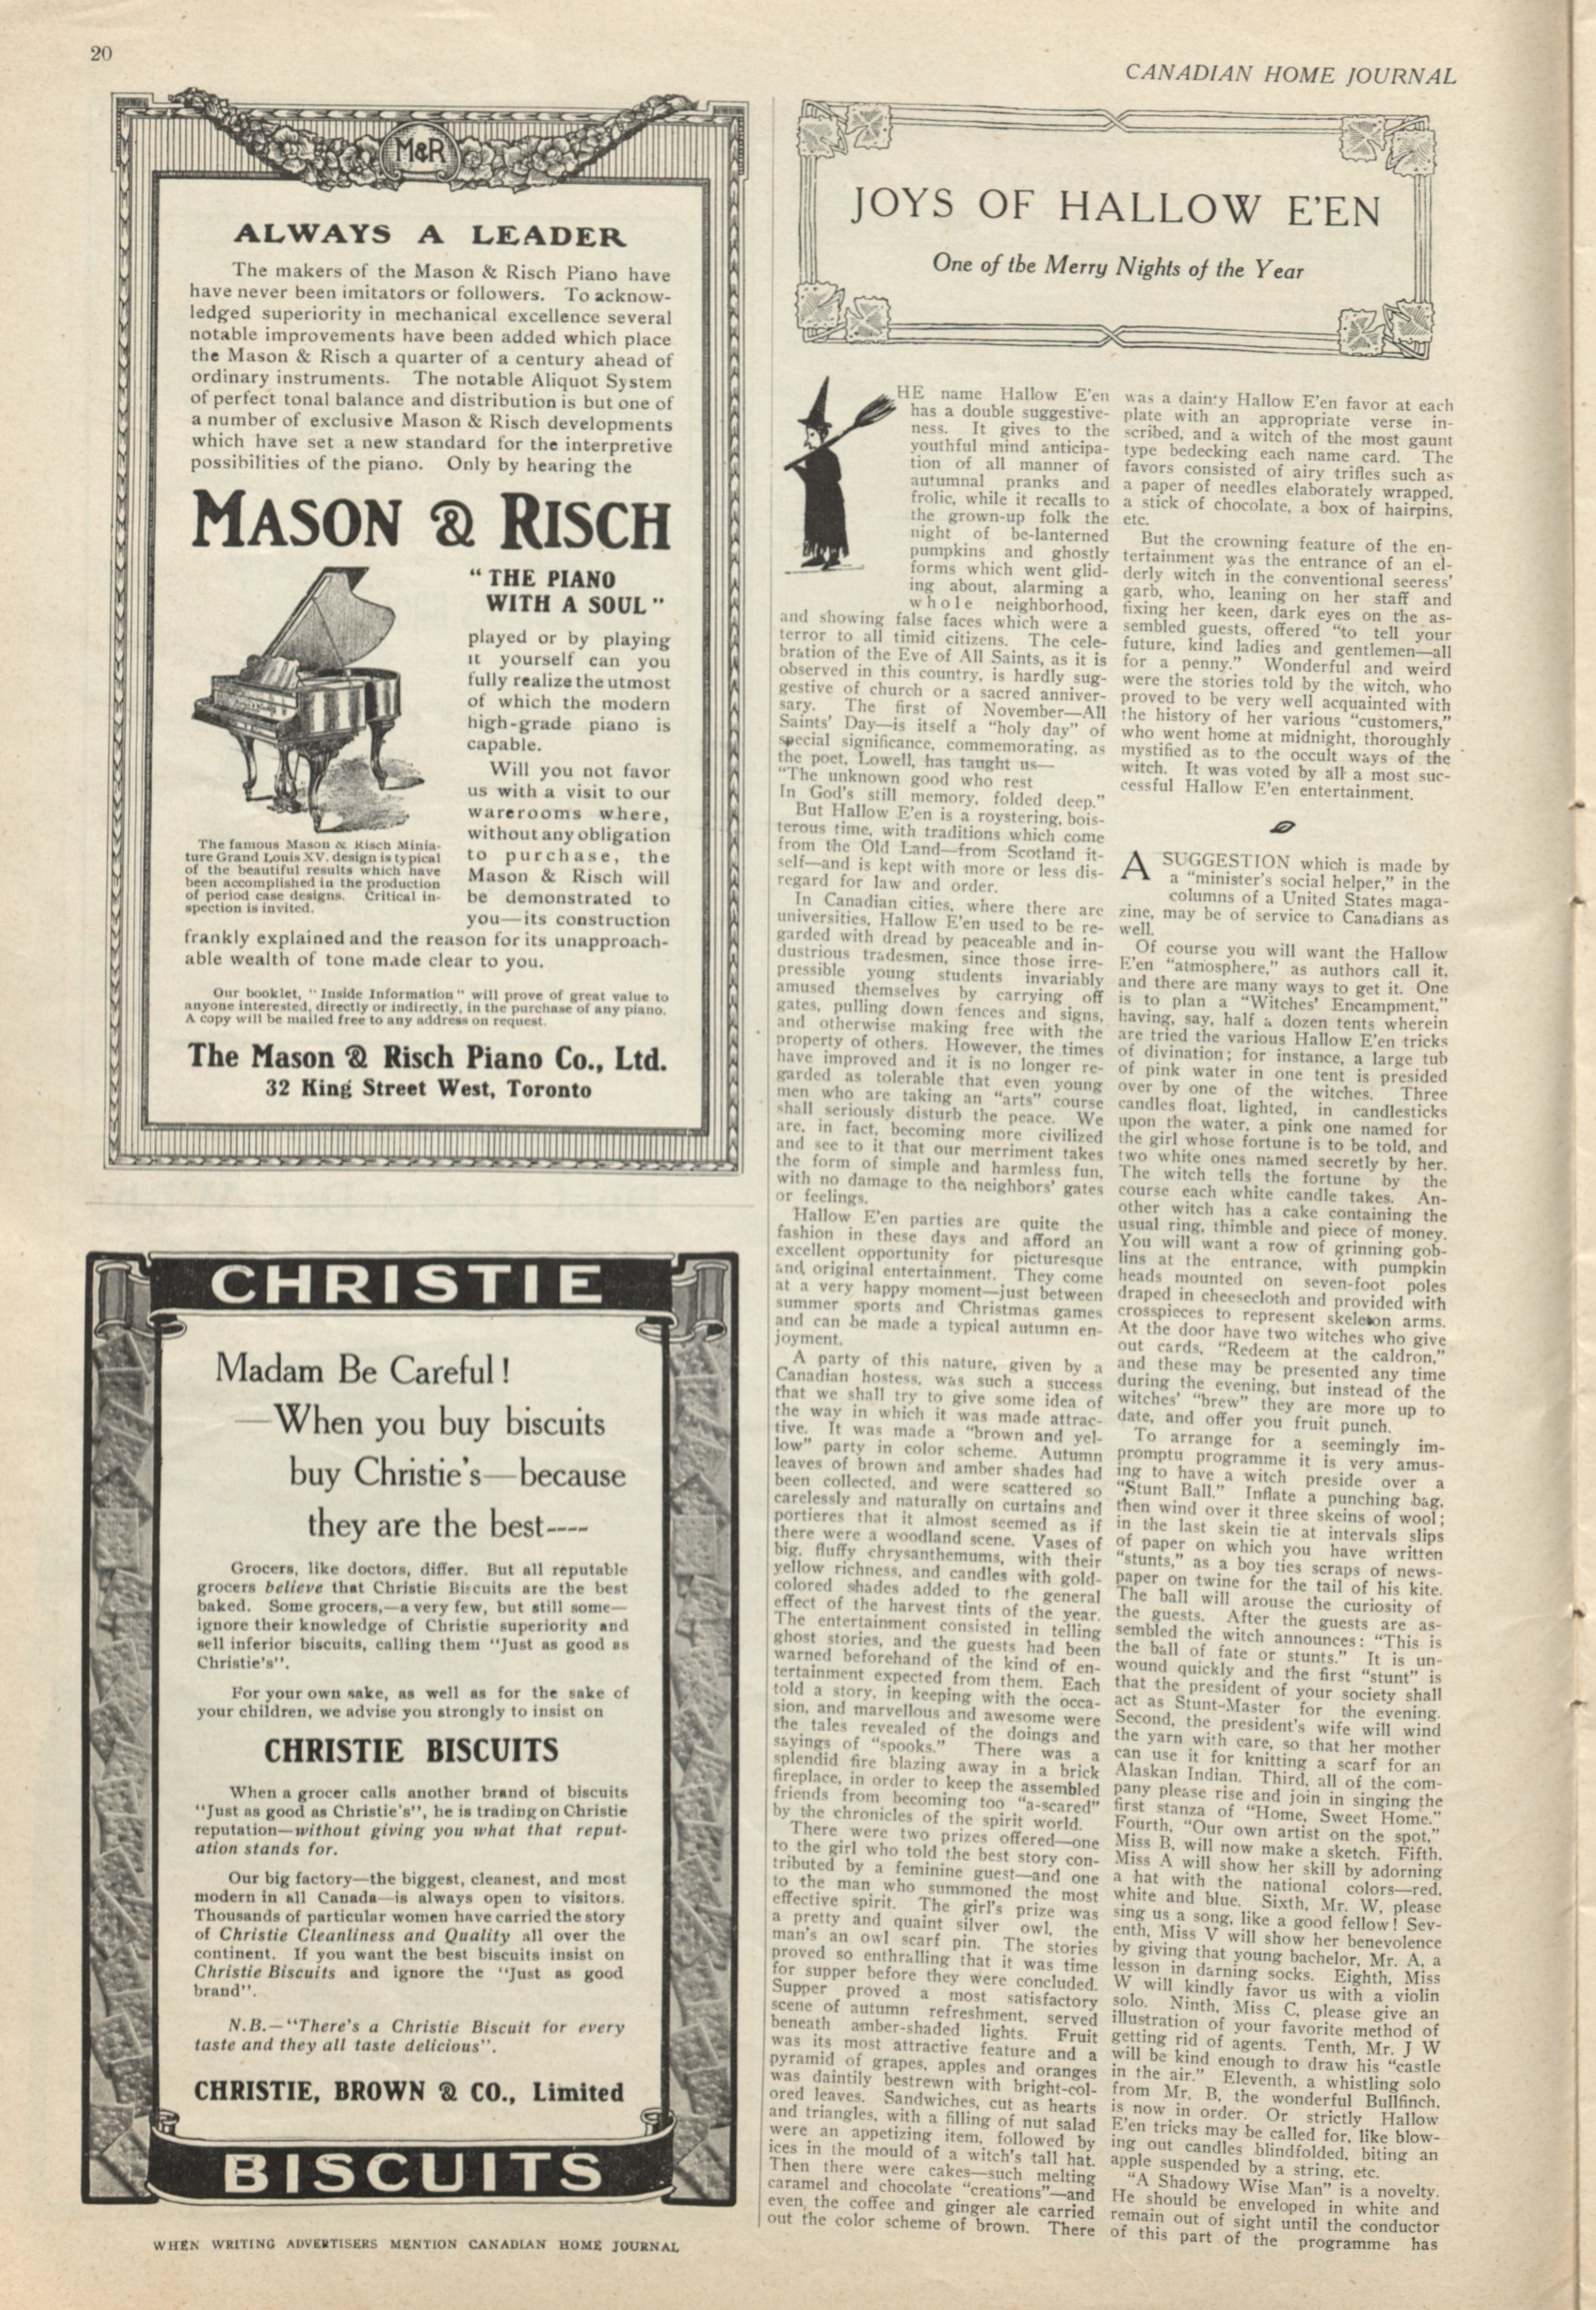 20
CANADIAN HOME JOURNAL
M&R
ALWAYS A LEADER
The makers of the Mason & Risch Piano have
have never been imitators or followers. To acknow-
ledged superiority in mechanical excellence several
notable improvements have been added which place
the Mason & Risch a quarter of a century ahead of
ordinary instruments. The notable Aliquot System
of perfect tonal balance and distribution is but one of
a number of exclusive Mason & Risch developments
which have set a new standard for the interpretive
possibilities of the piano. Only by hearing the
MASON & RISCH
"THE PIANO
WITH A SOUL"
played or by playing
it yourself can you
fully realize the utmost
of which the modern
high-grade piano is
capable.
Will you not favor
us with a visit to our
warerooms where,
without any obligation
to purchase, the
Mason & Risch will
be demonstrated to
you—its construction
frankly explained and the reason for its unapproach-
able wealth of tone made clear to you.
The famous Mason & Risch Minia-
ture Grand Louis XV. design is typical
of the beautiful results which have
been accomplished in the production
of period case designs. Critical in-
spection is invited.
Our booklet, "Inside Information" will prove of great value to
anyone interested, directly or indirectly, in the purchase of any piano.
A copy will be mailed free to any address on request.
The Mason & Risch Piano Co., Ltd.
32 King Street West, Toronto
CHRISTIE
Madam Be Careful!
—When you buy biscuits
buy Christie's—because
they are the best----
Grocers, like doctors, differ. But all reputable
grocers believe that Christie Biscuits are the best
baked. Some grocers,—a very few, but still some—
ignore their knowledge of Christie superiority and
sell inferior biscuits, calling them "Just as good as
Christie's".
For your own sake, as well as for the sake of
your children, we advise you strongly to insist on
CHRISTIE BISCUITS
When a grocer calls another brand of biscuits
"Just as good as Christie's", he is trading on Christie
reputation—without giving you what that reput-
ation stands for.
Our big factory—the biggest, cleanest, and most
modern in all Canada—is always open to visitors.
Thousands of particular women have carried the story
of Christie Cleanliness and Quality all over the
continent. If you want the best biscuits insist on
Christie Biscuits and ignore the "Just as good
brand".
N.B.—"There's a Christie Biscuit for every
taste and they all taste delicious".
CHRISTIE, BROWN & CO., Limited
BISCUITS
WHEN WRITING ADVERTISERS MENTION CANADIAN HOME JOURNAL
JOYS OF HALLOW E'EN
One of the Merry Nights of the Year
HE name Hallow E'en
has a double suggestive-
ness. It gives to the
youthful mind anticipa-
tion of all manner of
autumnal pranks and
frolic, while it recalls to
the grown-up folk the
night of be-lanterned
pumpkins and ghostly
forms which went glid-
ing about, alarming a
whole neighborhood,
and showing false faces which were a
terror to all timid citizens. The cele-
bration of the Eve of All Saints, as it is
observed in this country, is hardly sug-
gestive of church or a sacred anniver-
sary. The first of November—All
Saints' Day—is itself a "holy day" of
special significance, commemorating, as
the poet, Lowell, has taught us—
"The unknown good who rest
In God's still memory, folded deep."
But Hallow E'en is a roystering, bois-
terous time, with traditions which come
from the Old Land—from Scotland it-
self—and is kept with more or less dis-
regard for law and order.
In Canadian cities, where there are
universities, Hallow E'en used to be re-
garded with dread by peaceable and in-
dustrious tradesmen, since those irre-
pressible young students invariably
amused themselves by carrying off
gates, pulling down fences and signs,
and otherwise making free with the
property of others. However, the times
have improved and it is no longer re-
garded as tolerable that even young
men who are taking an "arts" course
shall seriously disturb the peace. We
are, in fact, becoming more civilized
and see to it that our merriment takes
the form of simple and harmless fun,
with no damage to the neighbors' gates
or feelings.
Hallow E'en parties are quite the
fashion in these days and afford an
excellent opportunity for picturesque
and original entertainment. They come
at a very happy moment—just between
summer sports and Christmas games
and can be made a typical autumn en-
joyment.
A party of this nature, given by a
Canadian hostess, was such a success
that we shall try to give some idea of
the way in which it was made attrac-
tive. It was made a "brown and yel-
low" party in color scheme. Autumn
leaves of brown and amber shades had
been collected, and were scattered so
carelessly and naturally on curtains and
portieres that it almost seemed as if
there were a woodland scene. Vases of
big, fluffy chrysanthemums, with their
yellow richness, and candles with gold-
colored shades added to the general
effect of the harvest tints of the year.
The entertainment consisted in telling
ghost stories, and the guests had been
warned beforehand of the kind of en-
tertainment expected from them. Each
told a story, in keeping with the occa-
sion, and marvellous and awesome were
the tales revealed of the doings and
sayings of "spooks." There was a
splendid fire blazing away in a brick
fireplace, in order to keep the assembled
friends from becoming too "a-scared"
by the chronicles of the spirit world.
There were two prizes offered—one
to the girl who told the best story con-
tributed by a feminine guest—and one
to the man who summoned the most
effective spirit. The girl's prize was
a pretty and quaint silver owl, the
man's an owl scarf pin. The stories
proved so enthralling that it was time
for supper before they were concluded.
Supper proved a most satisfactory
scene of autumn refreshment, served
beneath amber-shaded lights. Fruit
was its most attractive feature and a
pyramid of grapes, apples and oranges
was daintily bestrewn with bright-col-
ored leaves. Sandwiches, cut as hearts
and triangles, with a filling of nut salad
were an appetizing item, followed by
ices in the mould of a witch's tall hat.
Then there were cakes—such melting
caramel and chocolate "creations"—and
even the coffee and ginger ale carried
out the color scheme of brown. There
was a dainty Hallow E'en favor at each
plate with an appropriate verse in-
scribed, and a witch of the most gaunt
type bedecking each name card. The
favors consisted of airy trifles such as
a paper of needles elaborately wrapped,
a stick of chocolate, a box of hairpins,
etc.
But the crowning feature of the en-
tertainment was the entrance of an el-
derly witch in the conventional seeress'
garb, who, leaning on her staff and
fixing her keen, dark eyes on the as-
sembled guests, offered "to tell your
future, kind ladies and gentlemen—all
for a penny." Wonderful and weird
were the stories told by the witch, who
proved to be very well acquainted with
the history of her various "customers,"
who went home at midnight, thoroughly
mystified as to the occult ways of the
witch. It was voted by all a most suc-
cessful Hallow E'en entertainment.
A SUGGESTION which is made by
a "minister's social helper," in the
columns of a United States maga-
zine, may be of service to Canadians as
well.
Of course you will want the Hallow
E'en "atmosphere," as authors call it,
and there are many ways to get it. One
is to plan a "Witches' Encampment,"
having, say, half a dozen tents wherein
are tried the various Hallow E'en tricks
of divination; for instance, a large tub
of pink water in one tent is presided
over by one of the witches. Three
candles float, lighted, in candlesticks
upon the water, a pink one named for
the girl whose fortune is to be told, and
two white ones named secretly by her.
The witch tells the fortune by the
course each white candle takes. An-
other witch has a cake containing the
usual ring, thimble and piece of money.
You will want a row of grinning gob-
lins at the entrance, with pumpkin
heads mounted on seven-foot poles
draped in cheesecloth and provided with
crosspieces to represent skeleton arms.
At the door have two witches who give
out cards, "Redeem at the caldron,"
and these may be presented any time
during the evening, but instead of the
witches' "brew" they are more up to
date, and offer you fruit punch.
To arrange for a seemingly im-
promptu programme it is very amus-
ing to have a witch preside over a
"Stunt Ball." Inflate a punching bag,
then wind over it three skeins of wool;
in the last skein tie at intervals slips
of paper on which you have written
"stunts," as a boy ties scraps of news-
paper on twine for the tail of his kite.
The ball will arouse the curiosity of
the guests. After the guests are as-
sembled the witch announces: "This is
the ball of fate or stunts." It is un-
wound quickly and the first "stunt" is
that the president of your society shall
act as Stunt-Master for the evening.
Second, the president's wife will wind
the yarn with care, so that her mother
can use it for knitting a scarf for an
Alaskan Indian. Third, all of the com-
pany please rise and join in singing the
first stanza of "Home, Sweet Home."
Fourth, "Our own artist on the spot,"
Miss B, will now make a sketch. Fifth,
Miss A will show her skill by adorning
a hat with the national colors—red,
white and blue. Sixth, Mr. W, please
sing us a song, like a good fellow! Sev-
enth, Miss V will show her benevolence
by giving that young bachelor, Mr. A, a
lesson in darning socks. Eighth, Miss
W will kindly favor us with a violin
solo. Ninth, Miss C, please give an
illustration of your favorite method of
getting rid of agents. Tenth, Mr. J W
will be kind enough to draw his "castle
in the air." Eleventh, a whistling solo
from Mr. B, the wonderful Bullfinch,
is now in order. Or strictly Hallow
E'en tricks may be called for, like blow-
ing out candles blindfolded, biting an
apple suspended by a string, etc.
"A Shadowy Wise Man" is a novelty.
He should be enveloped in white and
remain out of sight until the conductor
of this part of the programme has